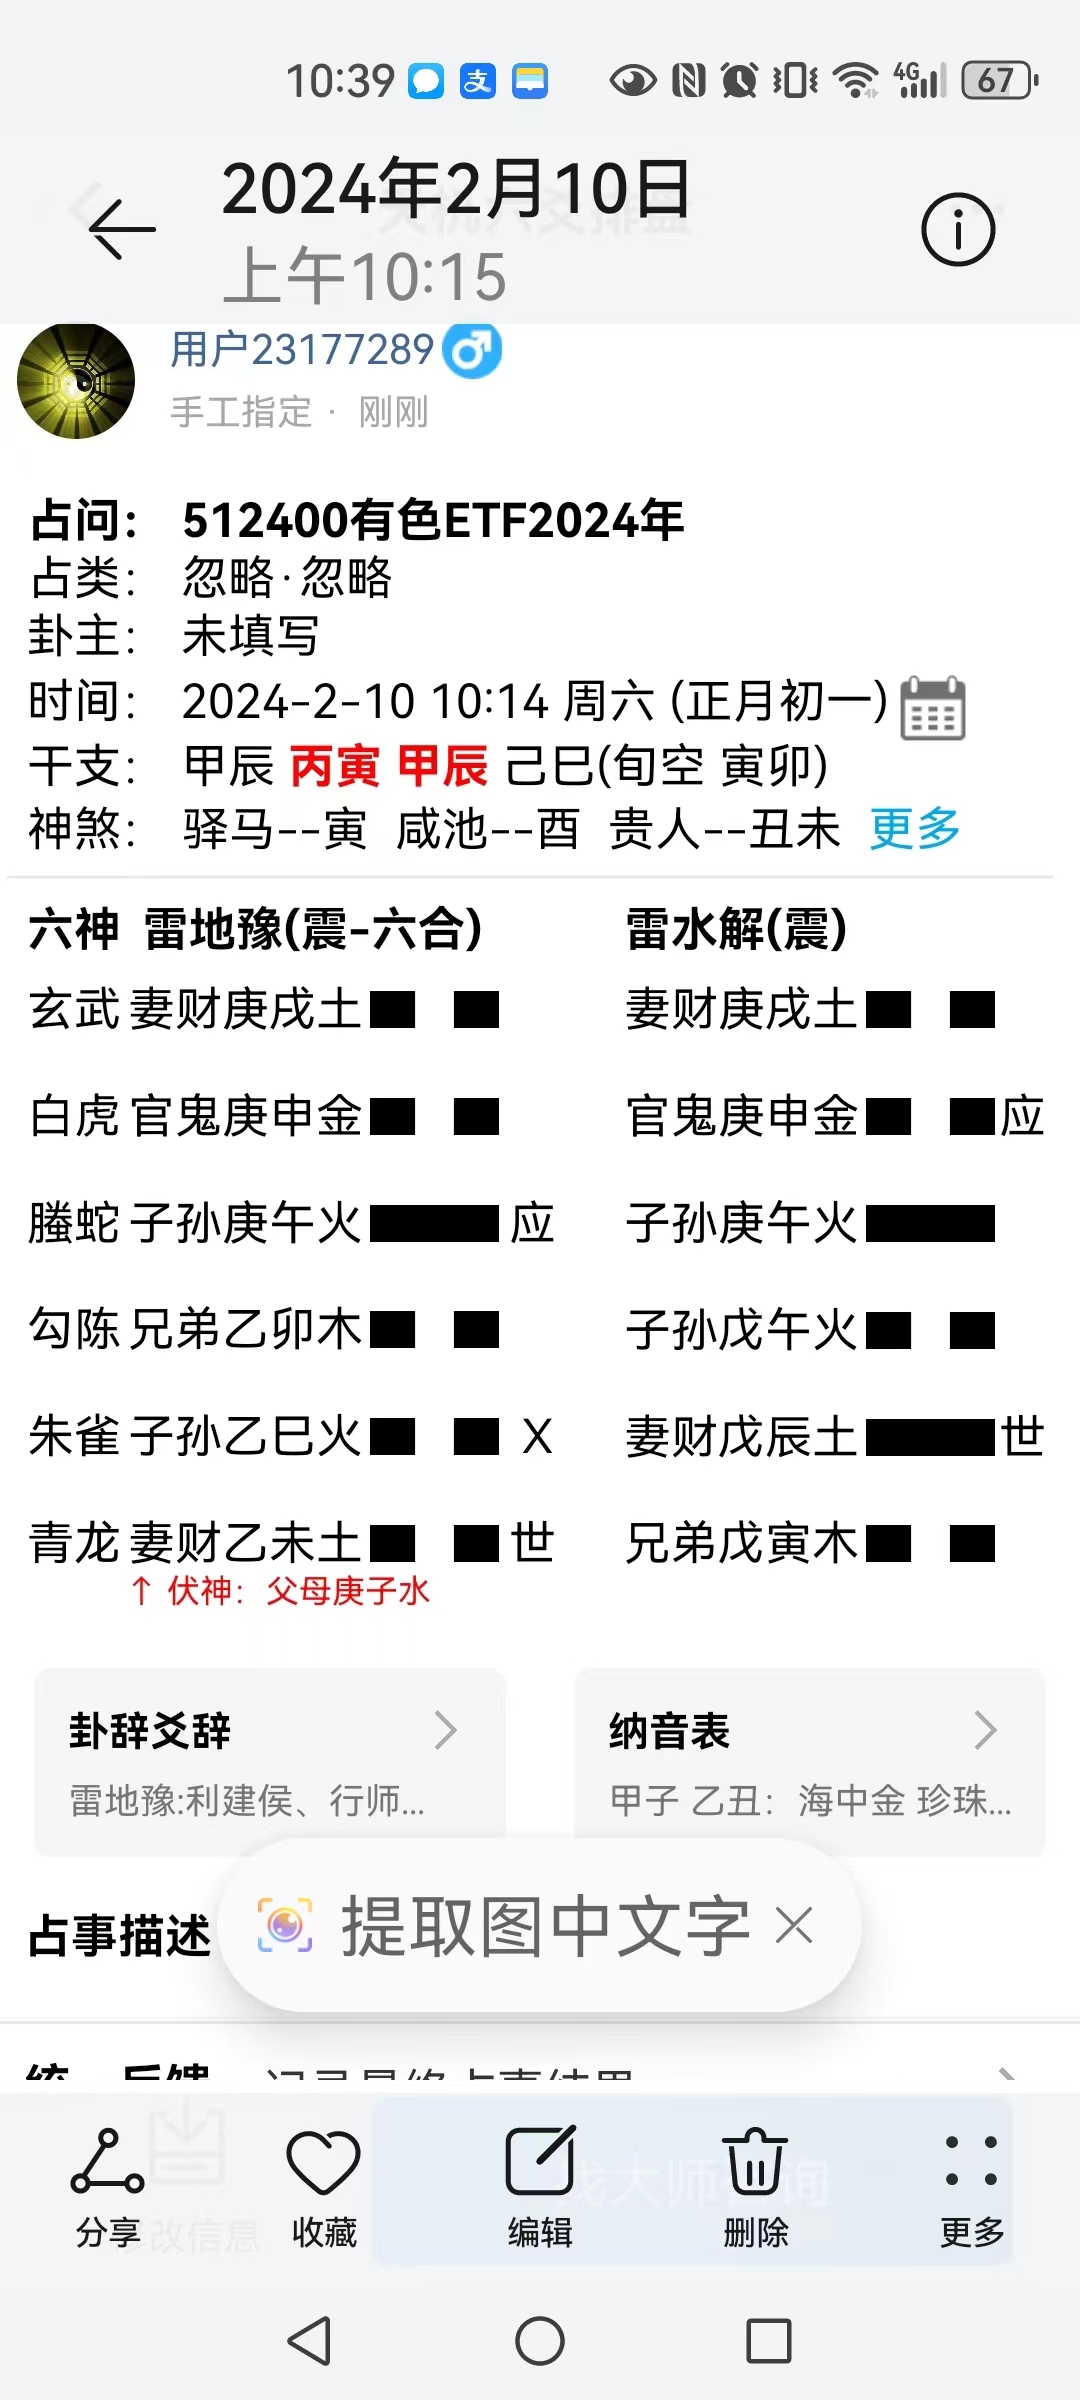 10:39 支 4G 67
2024年2月10日
上午10:15
用户23177289
手工指定 · 刚刚
占问： 512400有色ETF2024年
占类： 忽略·忽略
卦主： 未填写
时间： 2024-2-10 10:14 周六 (正月初一)
干支： 甲辰 丙寅 甲辰 己巳(旬空 寅卯)
神煞： 驿马--寅 咸池--酉 贵人--丑未 更多
六神 雷地豫(震-六合) 雷水解(震)
玄武 妻财庚戌土 妻财庚戌土
白虎 官鬼庚申金 官鬼庚申金 应
螣蛇 子孙庚午火 应 子孙庚午火
勾陈 兄弟乙卯木 子孙戊午火
朱雀 子孙乙巳火 X 妻财戊辰土 世
青龙 妻财乙未土 世 兄弟戊寅木
↑ 伏神：父母庚子水
卦辞爻辞 纳音表
雷地豫:利建侯、行师... 甲子 乙丑：海中金 珍珠...
占事描述
提取图中文字
分享 收藏 编辑 删除 更多